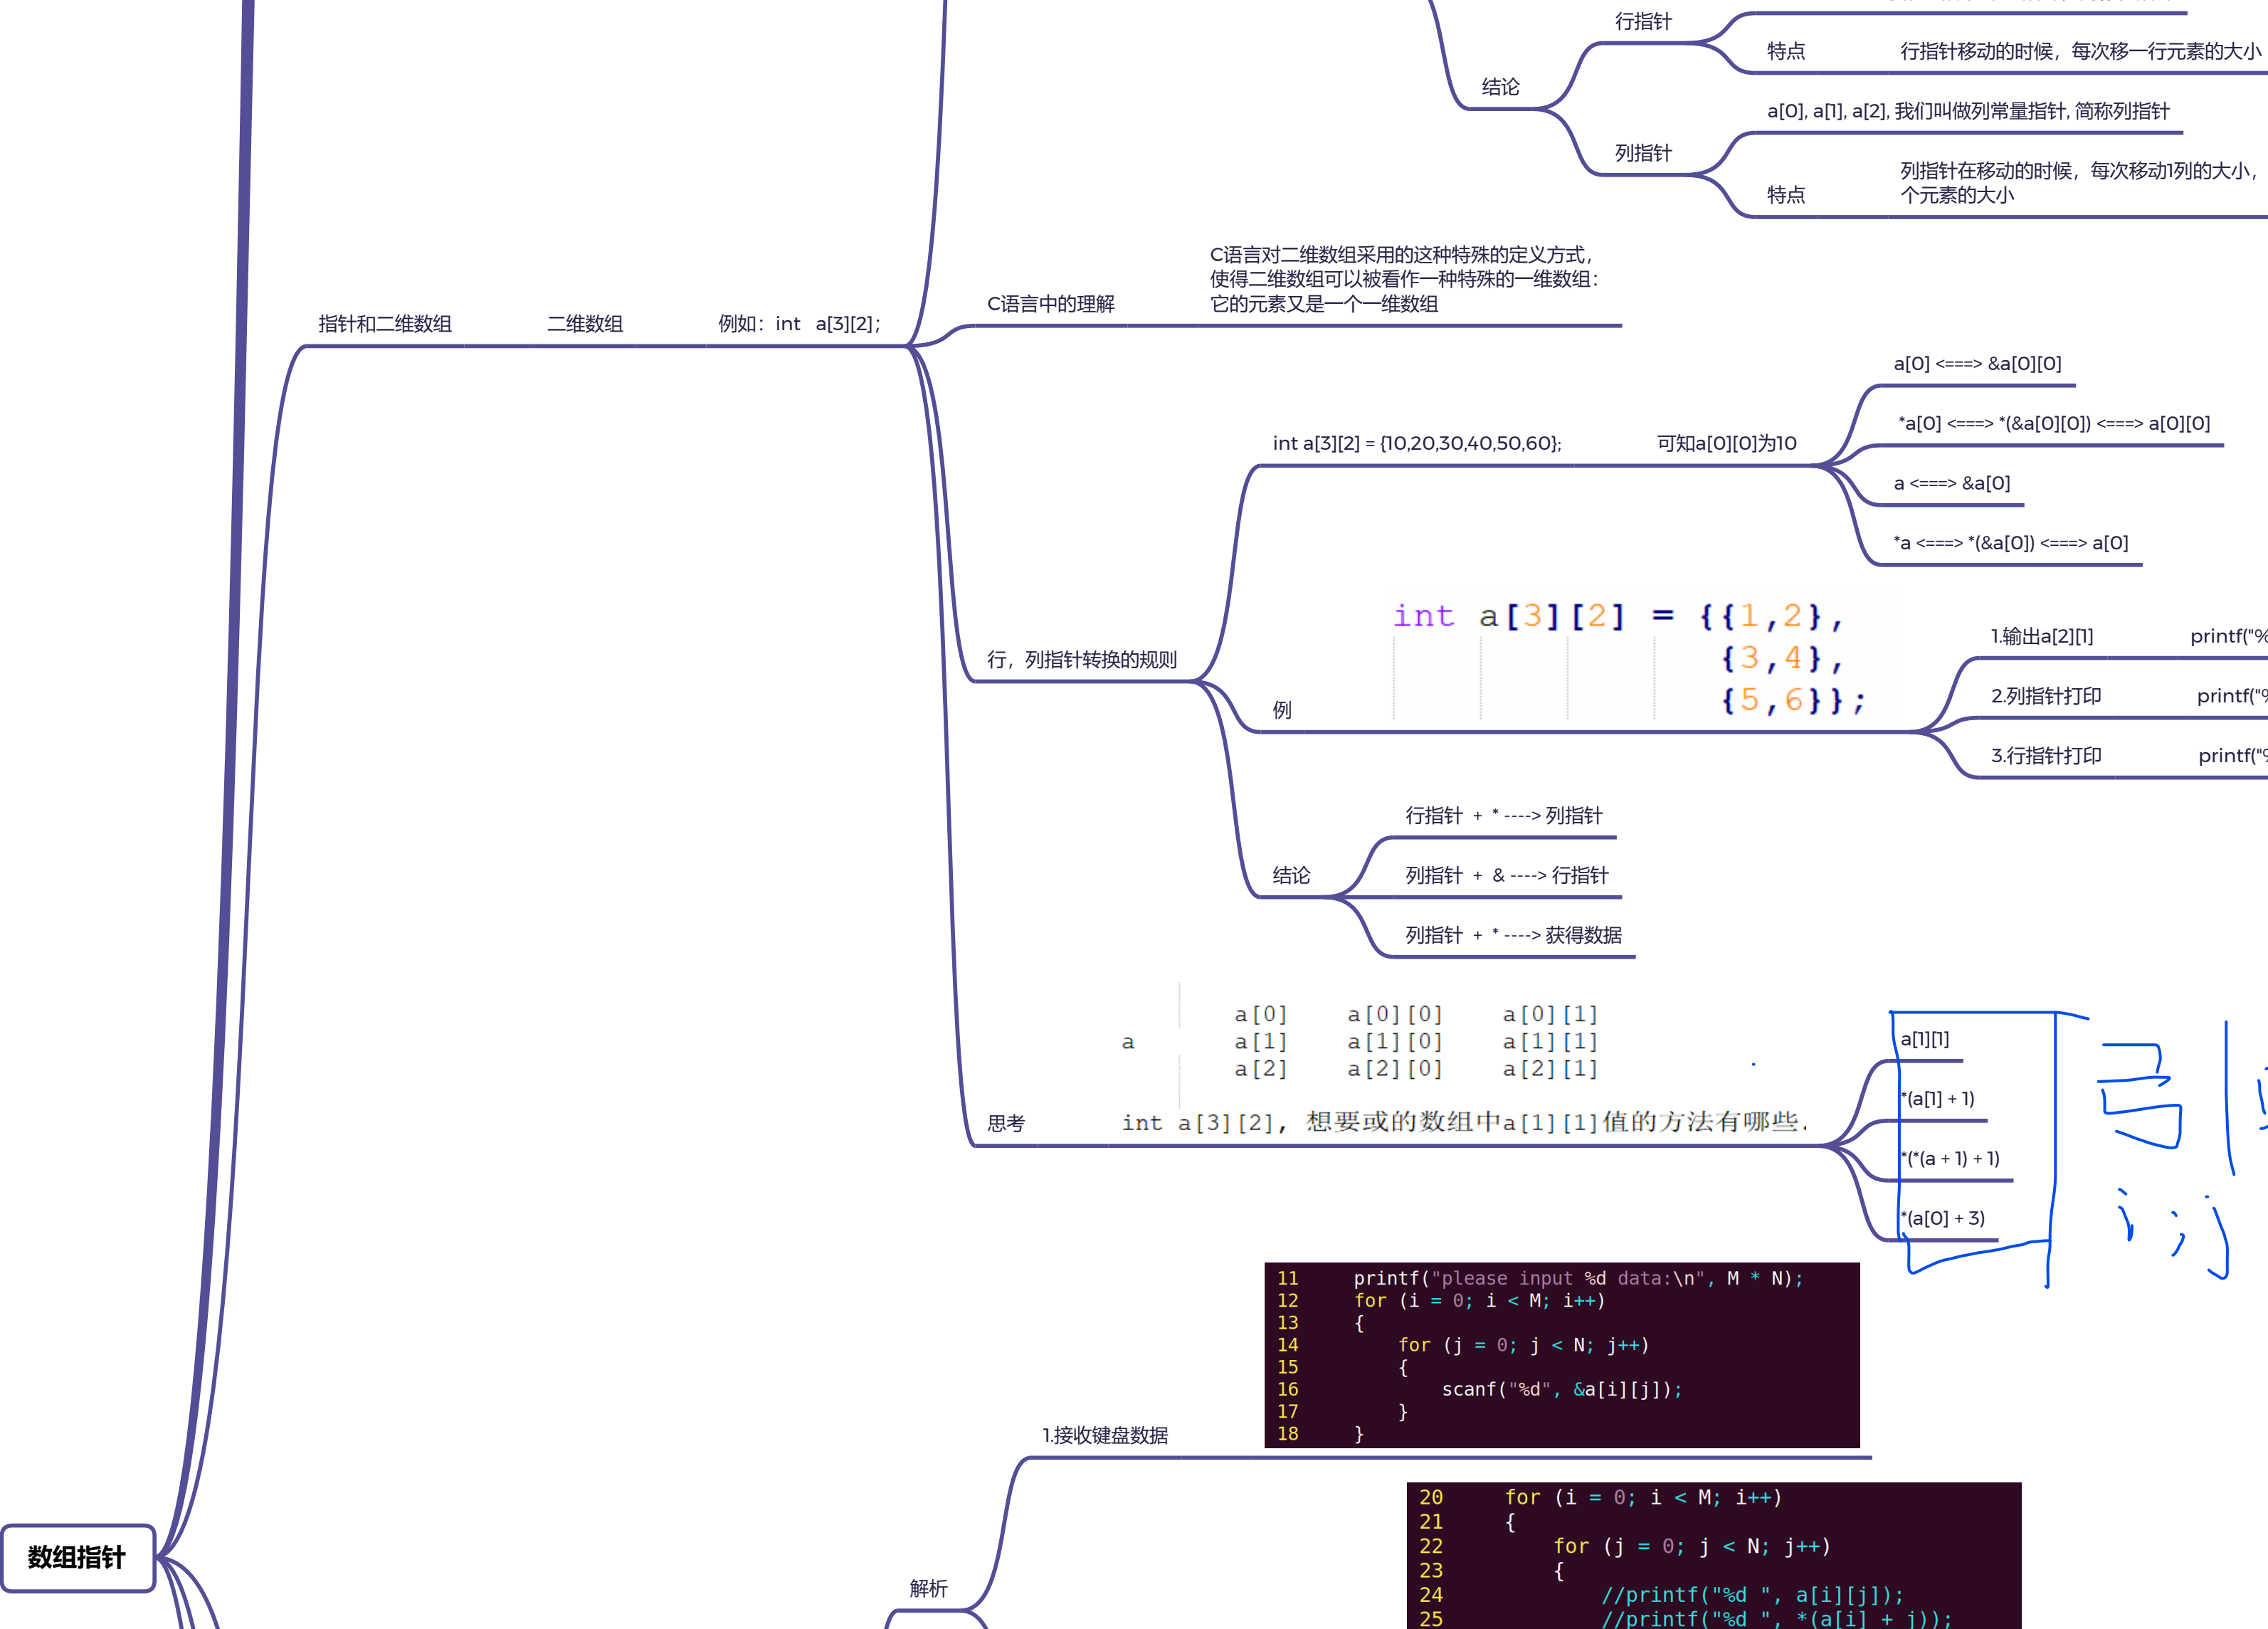 行指针
特点
行指针移动的时候，每次移一行元素的大小
结论
a[0], a[1], a[2], 我们叫做列常量指针, 简称列指针
列指针
特点
列指针在移动的时候，每次移动1列的大小，
个元素的大小
指针和二维数组
二维数组
例如：int a[3][2];
C语言中的理解
C语言对二维数组采用的这种特殊的定义方式，
使得二维数组可以被看作一种特殊的一维数组：
它的元素又是一个一维数组
行，列指针转换的规则
int a[3][2] = {10,20,30,40,50,60};
可知a[0][0]为10
a[0] <===> &a[0][0]
*a[0] <===> *(&a[0][0]) <===> a[0][0]
a <===> &a[0]
*a <===> *(&a[0]) <===> a[0]
例
int a[3][2] = {{1,2},
{3,4},
{5,6}};
1.输出a[2][1]
printf("%
2.列指针打印
printf("%
3.行指针打印
printf("%
结论
行指针 + * ----> 列指针
列指针 + & ----> 行指针
列指针 + * ----> 获得数据
思考
a[0] a[0][0] a[0][1]
a a[1] a[1][0] a[1][1]
a[2] a[2][0] a[2][1]
int a[3][2], 想要或的数组中a[1][1]值的方法有哪些.
a[1][1]
*(a[1] + 1)
*(*(a + 1) + 1)
*(a[0] + 3)
i ; j
数组指针
解析
1.接收键盘数据
11 printf("please input %d data:\n", M * N);
12 for (i = 0; i < M; i++)
13 {
14 for (j = 0; j < N; j++)
15 {
16 scanf("%d", &a[i][j]);
17 }
18 }
20 for (i = 0; i < M; i++)
21 {
22 for (j = 0; j < N; j++)
23 {
24 //printf("%d ", a[i][j]);
25 //printf("%d ", *(a[i] + j));